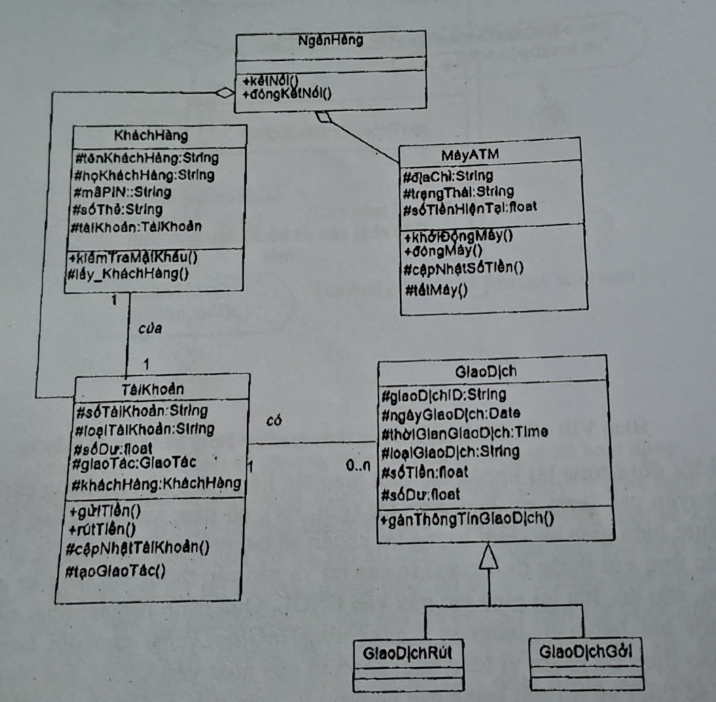 NgânHàng
+kếtNối()
+đóngKếtNối()
KháchHàng
#tênKháchHàng:String
#họKháchHàng:String
#mãPIN::String
#sốThẻ:String
#tàiKhoản:TàiKhoản
+kiểmTraMậtKhẩu()
#lấy_KháchHàng()
MáyATM
#địaChỉ:String
#trạngThái:String
#sốTiềnHiệnTại:float
+khởiĐộngMáy()
+đóngMáy()
#cậpNhậtSốTiền()
#tắtMáy()
1
của
1
TàiKhoản
#sốTàiKhoản:String
#loạiTàiKhoản:String
#sốDư:float
#giaoTác:GiaoTác
#kháchHàng:KháchHàng
+gửiTiền()
+rútTiền()
#cậpNhậtTàiKhoản()
#tạoGiaoTác()
có
1
0..n
GiaoDịch
#giaoDịchID:String
#ngàyGiaoDịch:Date
#thờiGianGiaoDịch:Time
#loạiGiaoDịch:String
#sốTiền:float
#sốDư:float
+gánThôngTinGiaoDịch()
GiaoDịchRút
GiaoDịchGởi